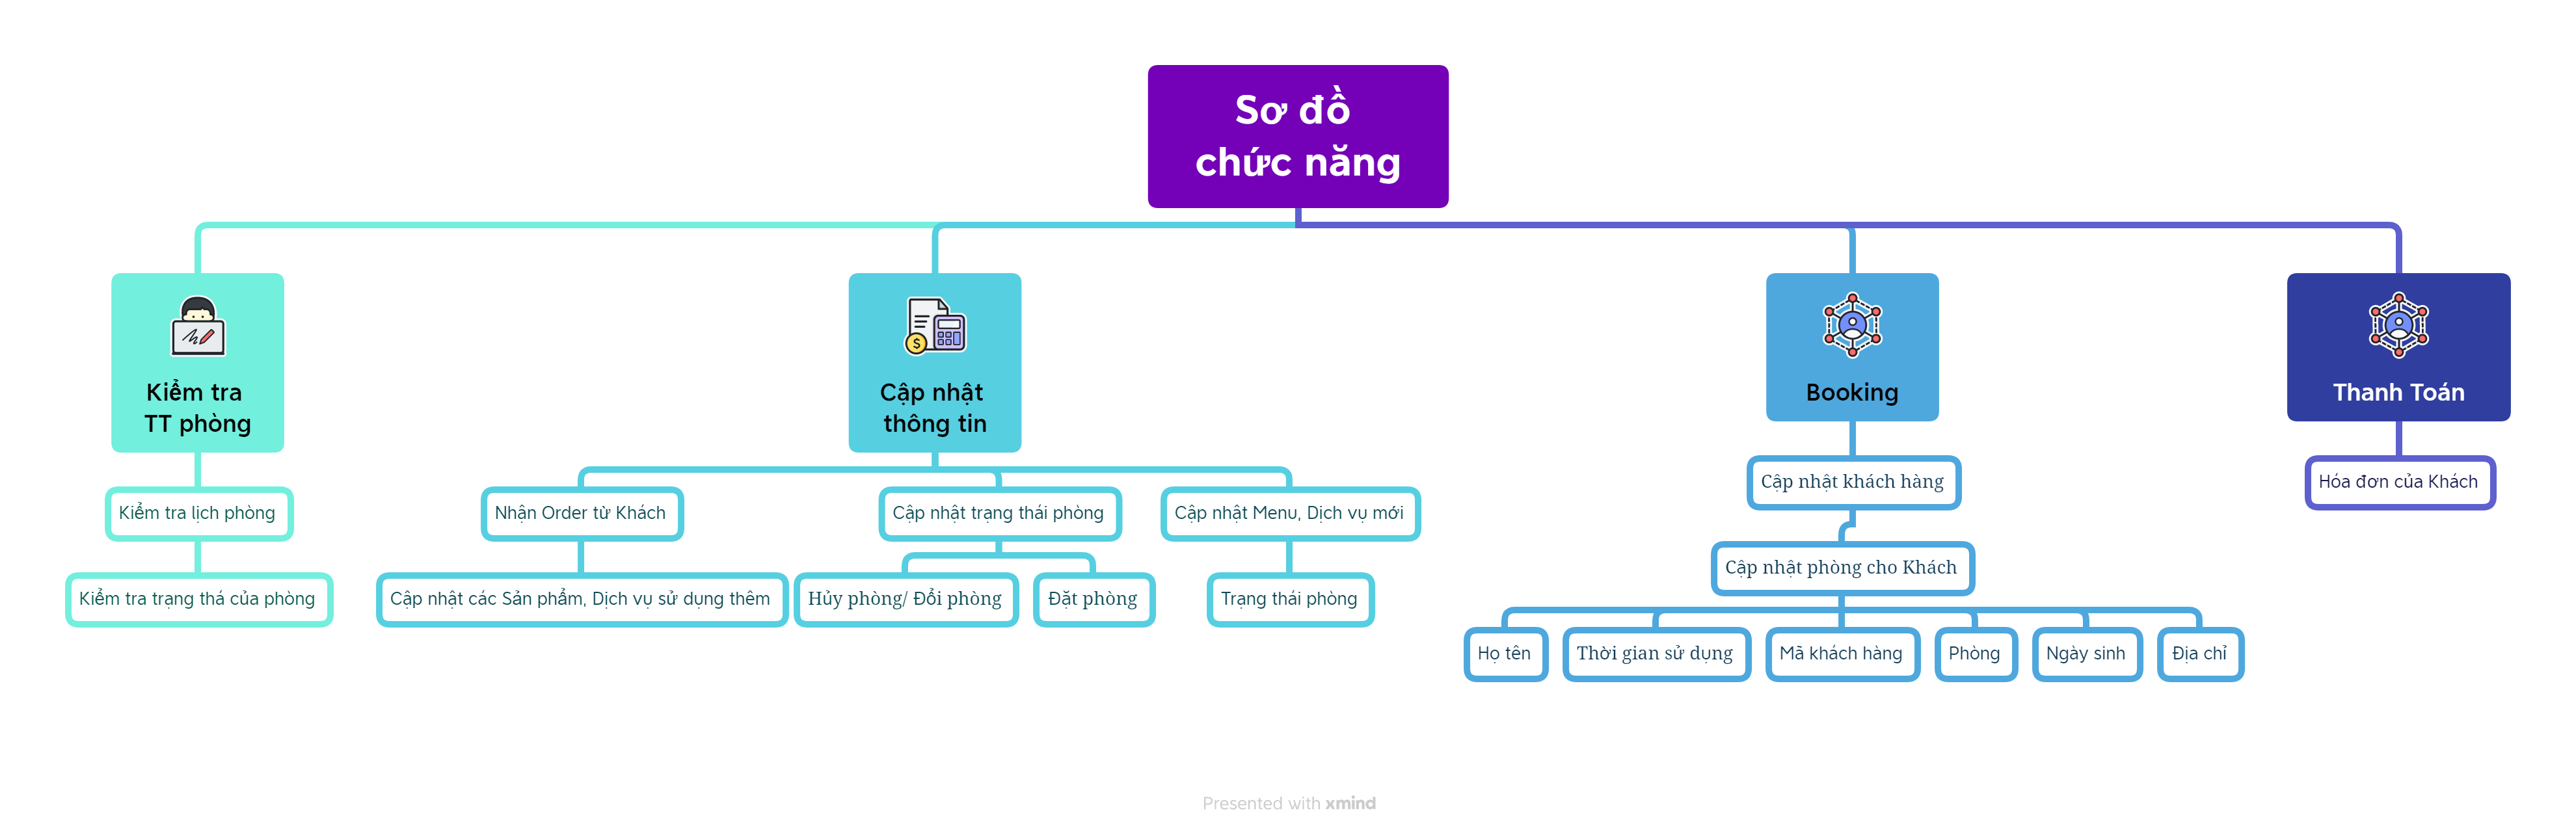 Sơ đồ
chức năng
Kiểm tra
TT phòng
Cập nhật
thông tin
Booking
Thanh Toán
Kiểm tra lịch phòng
Nhận Order từ Khách
Cập nhật trạng thái phòng
Cập nhật Menu, Dịch vụ mới
Cập nhật khách hàng
Hóa đơn của Khách
Kiểm tra trạng thá của phòng
Cập nhật các Sản phẩm, Dịch vụ sử dụng thêm
Hủy phòng/ Đổi phòng
Đặt phòng
Trạng thái phòng
Cập nhật phòng cho Khách
Họ tên
Thời gian sử dụng
Mã khách hàng
Phòng
Ngày sinh
Địa chỉ
Presented with xmind